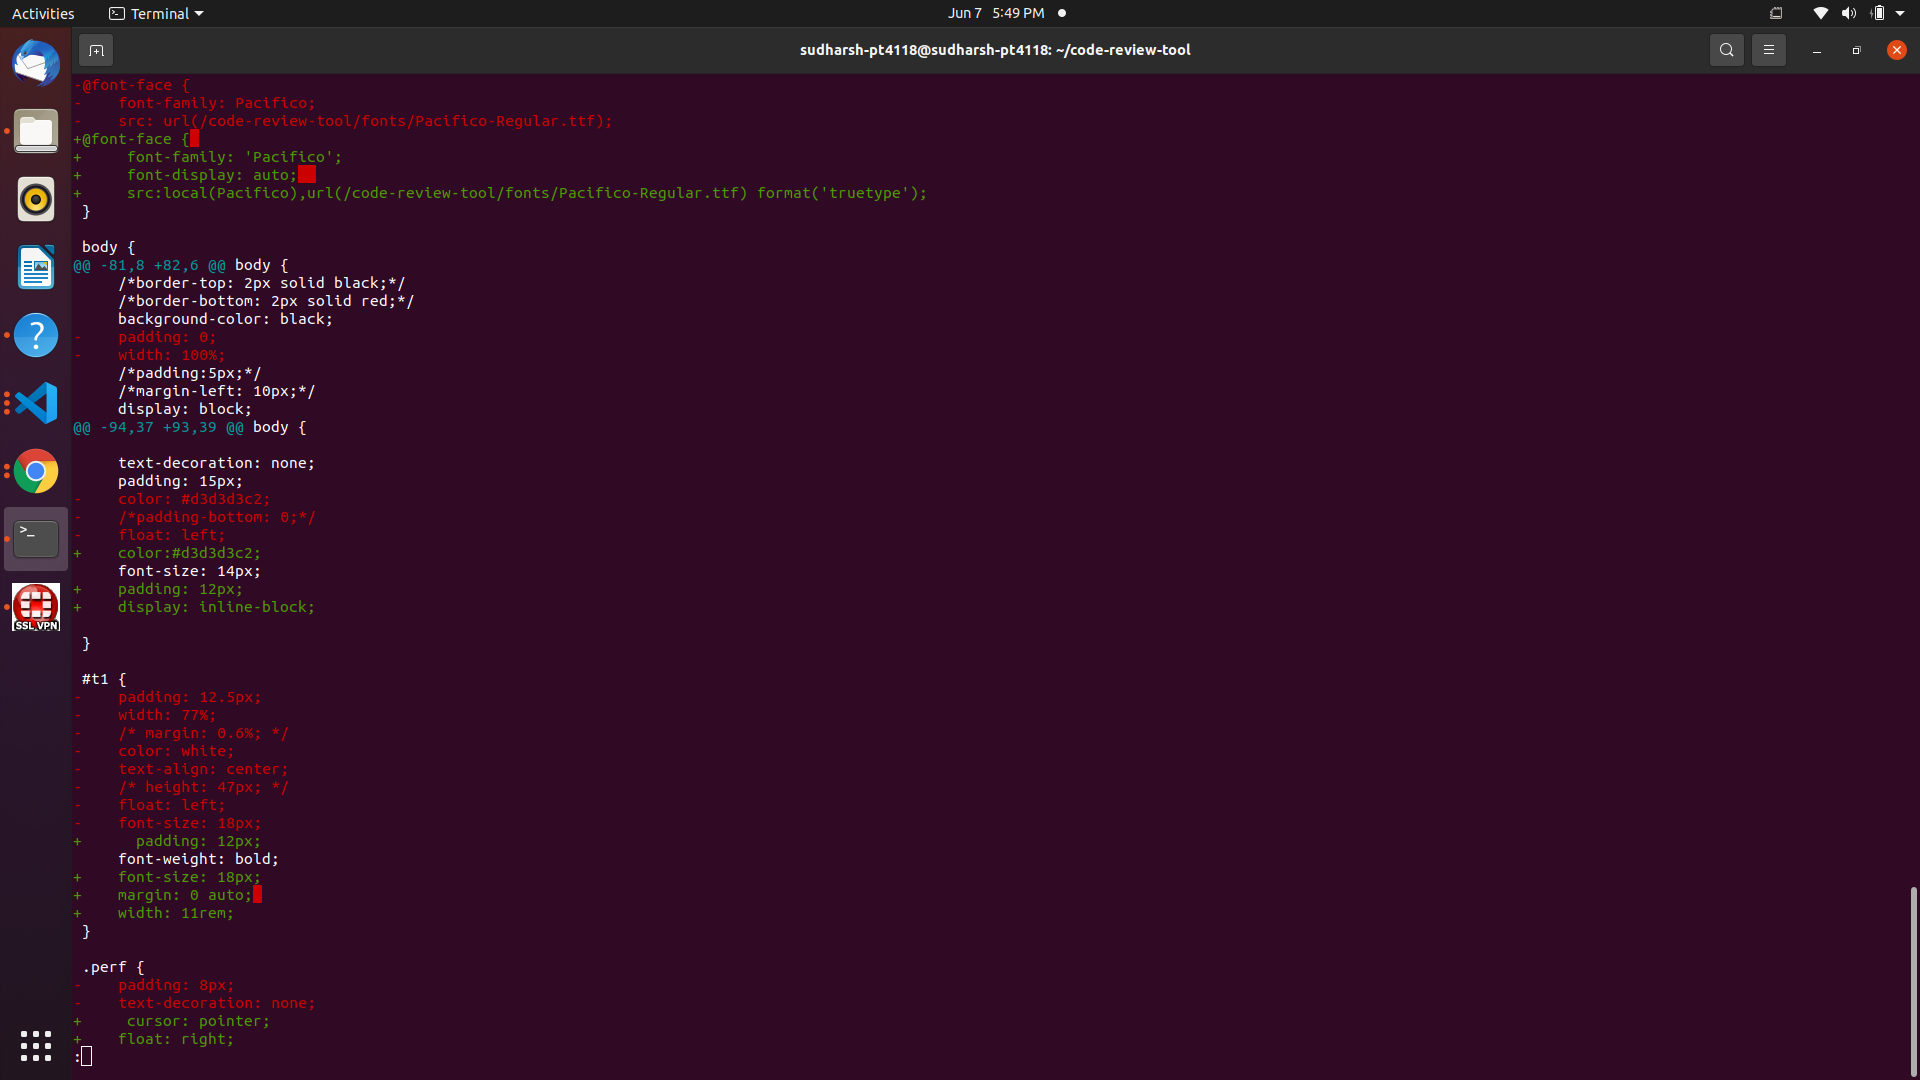 Activities
Terminal
Jun 7 5:49 PM
sudharsh-pt4118@sudharsh-pt4118: ~/code-review-tool
-@font-face {
-    font-family: Pacifico;
-    src: url(/code-review-tool/fonts/Pacifico-Regular.ttf);
+@font-face {
+     font-family: 'Pacifico';
+     font-display: auto;
+     src:local(Pacifico),url(/code-review-tool/fonts/Pacifico-Regular.ttf) format('truetype');
 }
 body {
@@ -81,8 +82,6 @@ body {
     /*border-top: 2px solid black;*/
     /*border-bottom: 2px solid red;*/
     background-color: black;
-    padding: 0;
-    width: 100%;
     /*padding:5px;*/
     /*margin-left: 10px;*/
     display: block;
@@ -94,37 +93,39 @@ body {
     text-decoration: none;
     padding: 15px;
-    color: #d3d3d3c2;
-    /*padding-bottom: 0;*/
-    float: left;
+    color:#d3d3d3c2;
     font-size: 14px;
+    padding: 12px;
+    display: inline-block;
 }
 #t1 {
-    padding: 12.5px;
-    width: 77%;
-    /* margin: 0.6%; */
-    color: white;
-    text-align: center;
-    /* height: 47px; */
-    float: left;
-    font-size: 18px;
+      padding: 12px;
     font-weight: bold;
+    font-size: 18px;
+    margin: 0 auto;
+    width: 11rem;
 }
 .perf {
-    padding: 8px;
-    text-decoration: none;
+     cursor: pointer;
+    float: right;
:
SSL VPN